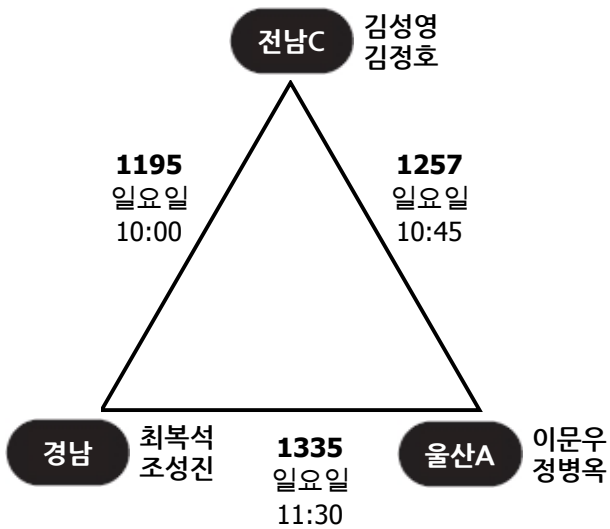 전남C
김성영
김정호
1195
일요일
10:00
1257
일요일
10:45
경남
최복석
조성진
1335
일요일
11:30
울산A
이문우
정병옥